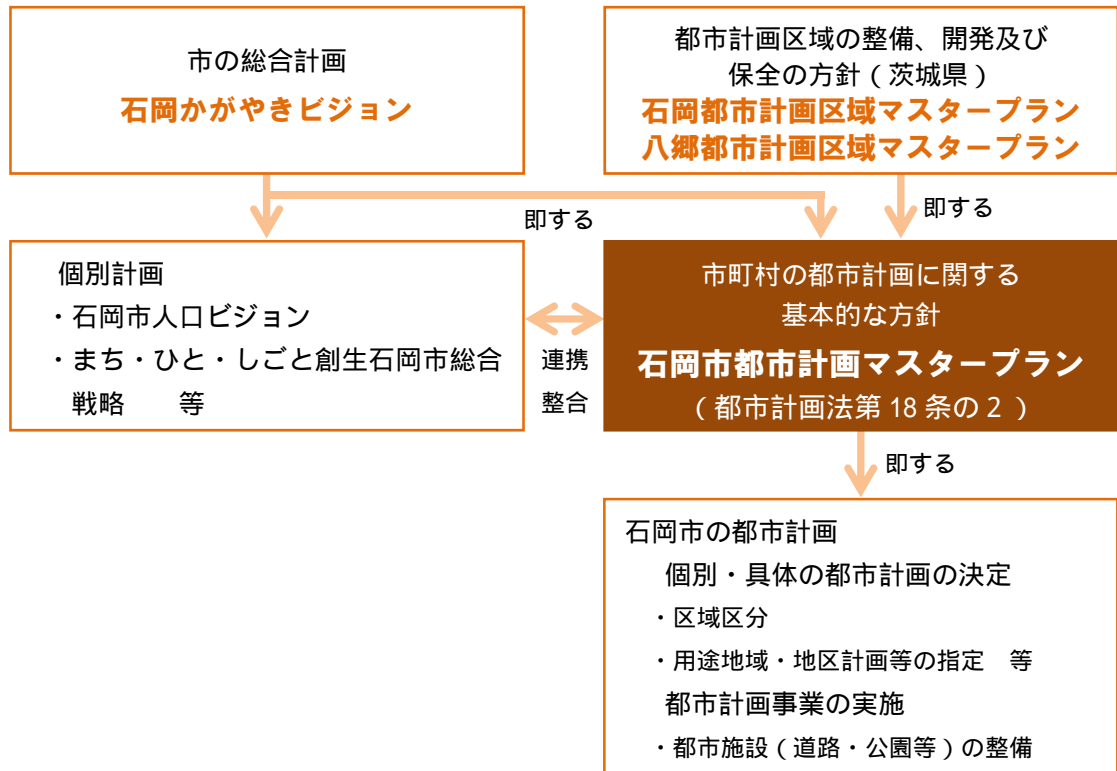 市の総合計画
石岡かがやきビジョン
都市計画区域の整備、開発及び
保全の方針（茨城県）
石岡都市計画区域マスタープラン
八郷都市計画区域マスタープラン
即する
即する
個別計画
・石岡市人口ビジョン
・まち・ひと・しごと創生石岡市総合
戦略　　等
連携
整合
市町村の都市計画に関する
基本的な方針
石岡市都市計画マスタープラン
（都市計画法第 18 条の２）
即する
石岡市の都市計画
個別・具体の都市計画の決定
・区域区分
・用途地域・地区計画等の指定　等
都市計画事業の実施
・都市施設（道路・公園等）の整備